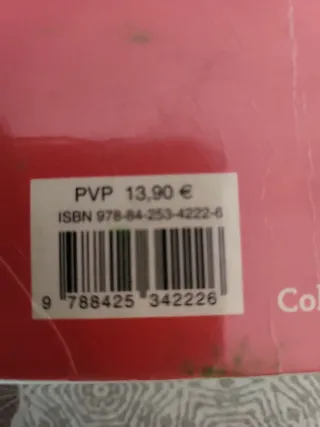 PVP 13,90 €
ISBN 978-84-253-4222-6
9 788425 342226
Col